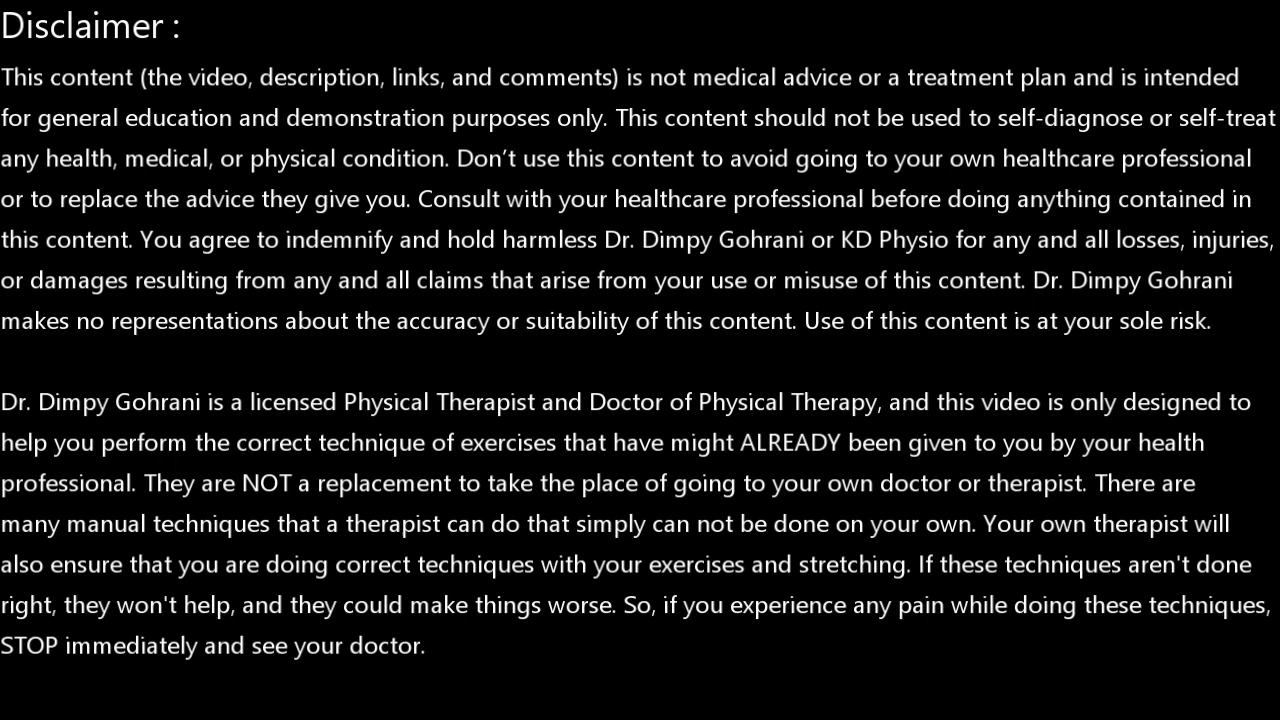 Disclaimer :
This content (the video, description, links, and comments) is not medical advice or a treatment plan and is intended
for general education and demonstration purposes only. This content should not be used to self-diagnose or self-treat
any health, medical, or physical condition. Don’t use this content to avoid going to your own healthcare professional
or to replace the advice they give you. Consult with your healthcare professional before doing anything contained in
this content. You agree to indemnify and hold harmless Dr. Dimpy Gohrani or KD Physio for any and all losses, injuries,
or damages resulting from any and all claims that arise from your use or misuse of this content. Dr. Dimpy Gohrani
makes no representations about the accuracy or suitability of this content. Use of this content is at your sole risk.
Dr. Dimpy Gohrani is a licensed Physical Therapist and Doctor of Physical Therapy, and this video is only designed to
help you perform the correct technique of exercises that have might ALREADY been given to you by your health
professional. They are NOT a replacement to take the place of going to your own doctor or therapist. There are
many manual techniques that a therapist can do that simply can not be done on your own. Your own therapist will
also ensure that you are doing correct techniques with your exercises and stretching. If these techniques aren't done
right, they won't help, and they could make things worse. So, if you experience any pain while doing these techniques,
STOP immediately and see your doctor.